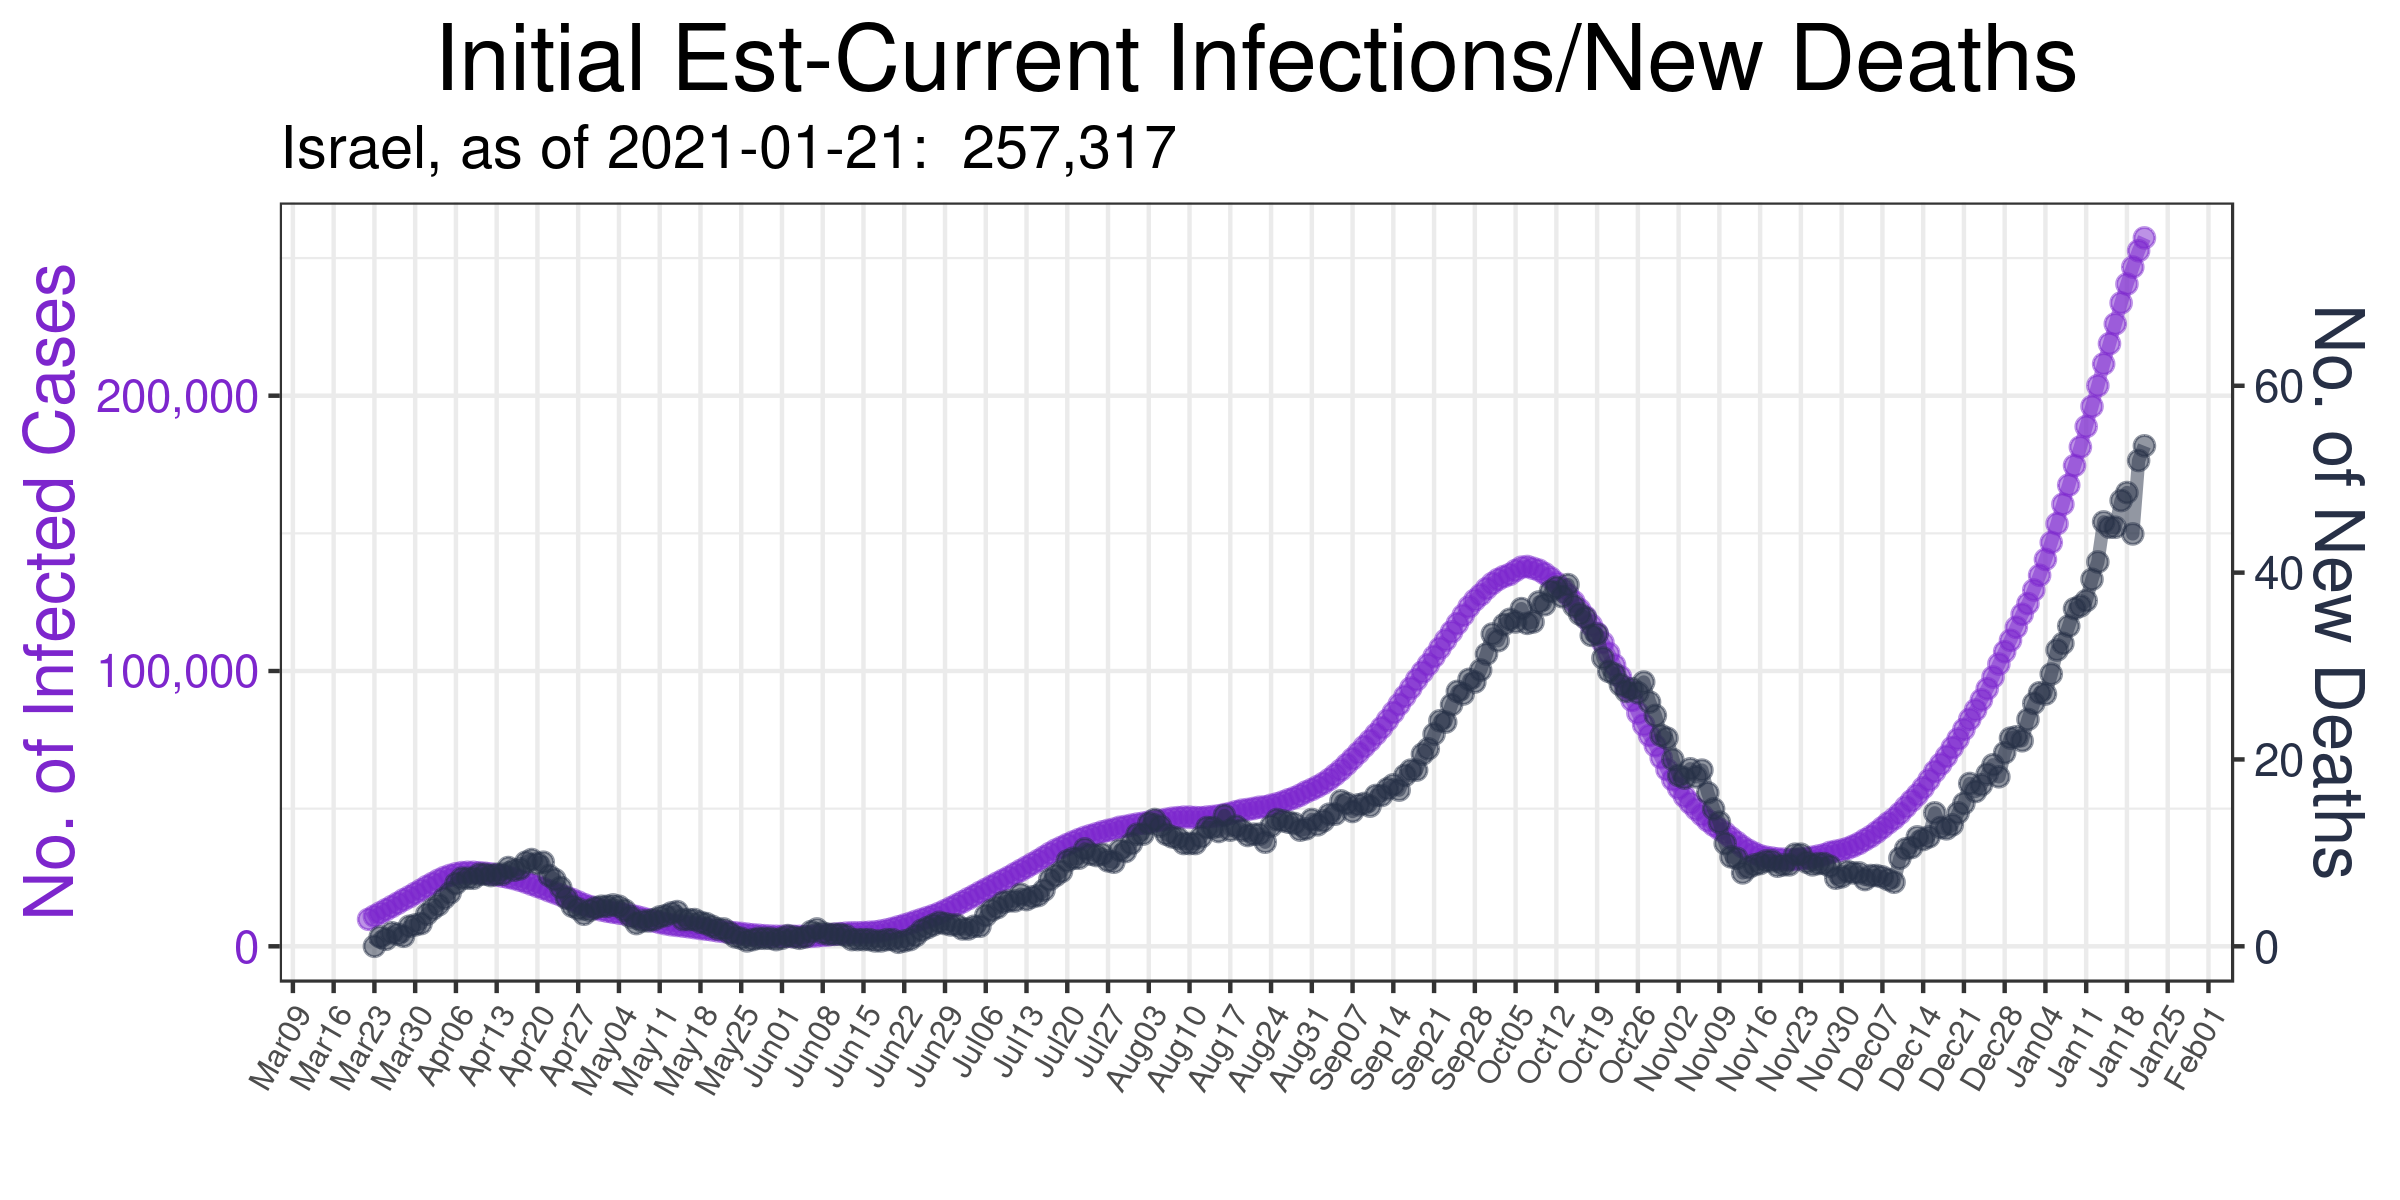 Initial Est-Current Infections/New Deaths
Israel, as of 2021-01-21:  257,317
No. of Infected Cases
200,000
100,000
0
60
40
20
0
No. of New Deaths
Mar09
Mar16
Mar23
Mar30
Apr06
Apr13
Apr20
Apr27
May04
May11
May18
May25
Jun01
Jun08
Jun15
Jun22
Jun29
Jul06
Jul13
Jul20
Jul27
Aug03
Aug10
Aug17
Aug24
Aug31
Sep07
Sep14
Sep21
Sep28
Oct05
Oct12
Oct19
Oct26
Nov02
Nov09
Nov16
Nov23
Nov30
Dec07
Dec14
Dec21
Dec28
Jan04
Jan11
Jan18
Jan25
Feb01